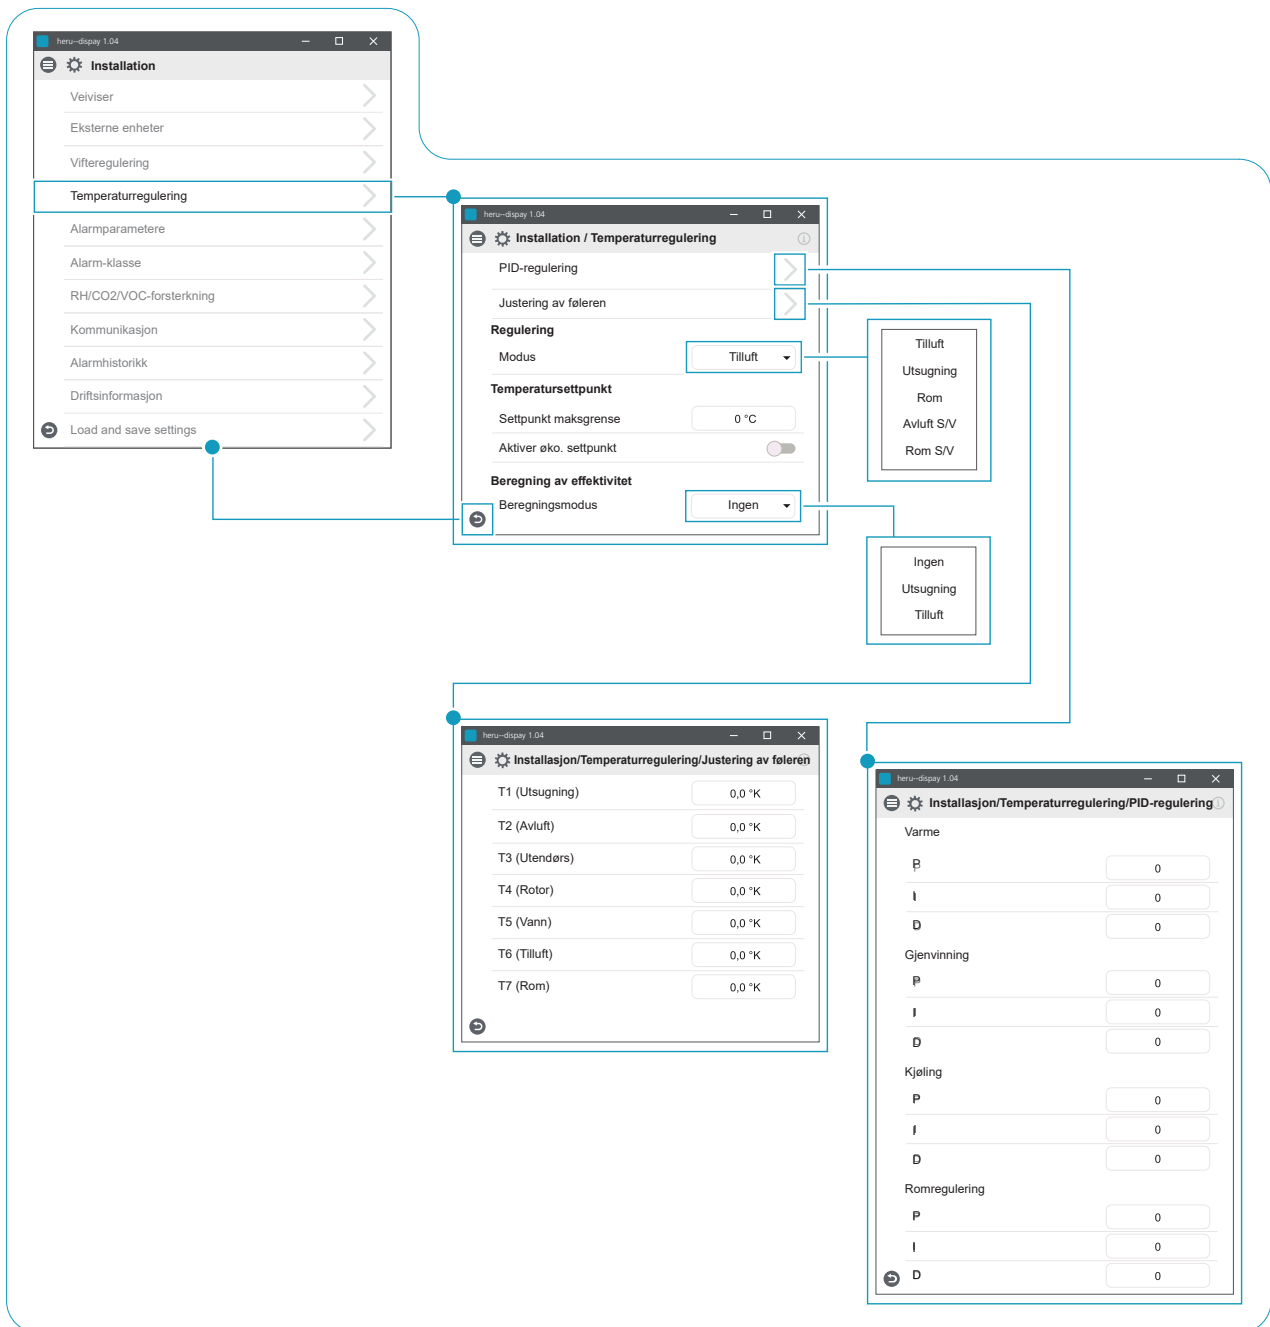 heru--dispay 1.04
Installation
Veiviser
Eksterne enheter
Vifteregulering
Temperaturregulering
Alarmparametere
Alarm-klasse
RH/CO2/VOC-forsterkning
Kommunikasjon
Alarmhistorikk
Driftsinformasjon
Load and save settings
heru--dispay 1.04
Installation / Temperaturregulering
PID-regulering
Justering av føleren
Regulering
Modus Tilluft
Temperatursettpunkt
Settpunkt maksgrense 0 °C
Aktiver øko. settpunkt
Beregning av effektivitet
Beregningsmodus Ingen
Tilluft
Utsugning
Rom
Avluft S/V
Rom S/V
Ingen
Utsugning
Tilluft
heru--dispay 1.04
Installasjon/Temperaturregulering/Justering av føleren
T1 (Utsugning) 0,0 °K
T2 (Avluft) 0,0 °K
T3 (Utendørs) 0,0 °K
T4 (Rotor) 0,0 °K
T5 (Vann) 0,0 °K
T6 (Tilluft) 0,0 °K
T7 (Rom) 0,0 °K
heru--dispay 1.04
Installasjon/Temperaturregulering/PID-regulering
Varme
P 0
I 0
D 0
Gjenvinning
P 0
I 0
D 0
Kjøling
P 0
I 0
D 0
Romregulering
P 0
I 0
D 0